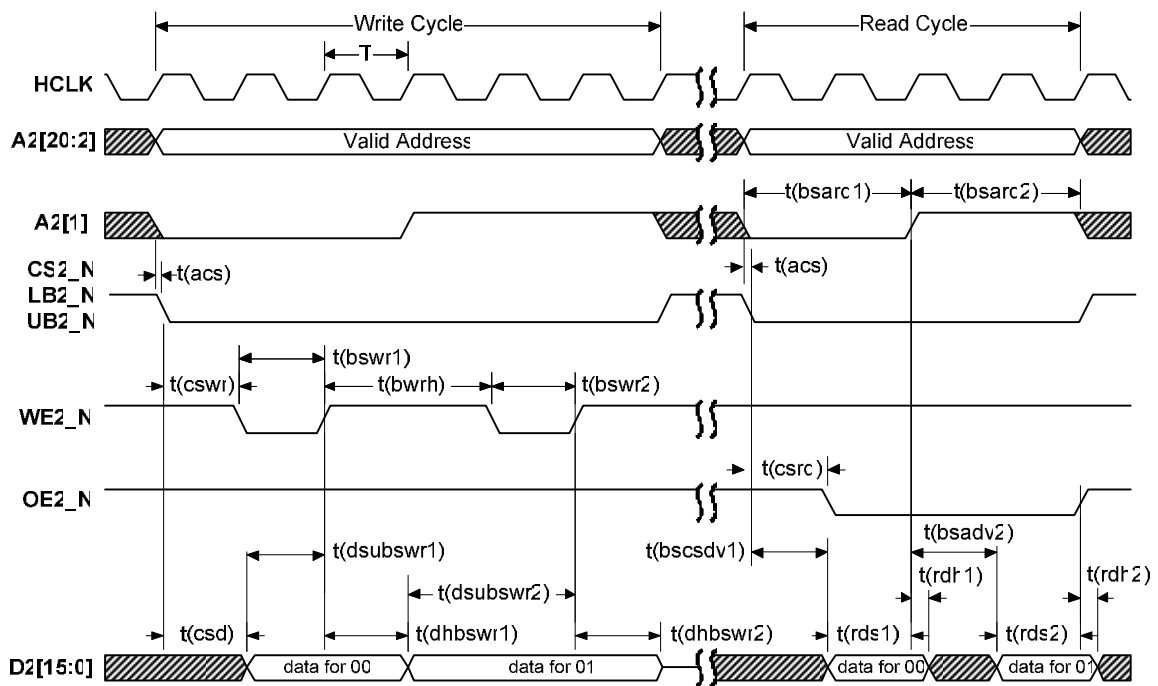 Write Cycle
Read Cycle
T
HCLK
A2[20:2]
Valid Address
Valid Address
t(bsarc1)
t(bsarc2)
A2[1]
CS2_N
t(acs)
t(acs)
LB2_N
UB2_N
t(bswr1)
t(cswr)
t(bwrh)
t(bswr2)
WE2_N
t(csrc)
OE2_N
t(dsubswr1)
t(bscsdv1)
t(bsadv2)
t(dsubswr2)
t(rdh1)
t(rdh2)
t(csd)
t(dhbswr1)
t(dhbswr2)
t(rds1)
t(rds2)
D2[15:0]
data for 00
data for 01
data for 00
data for 01